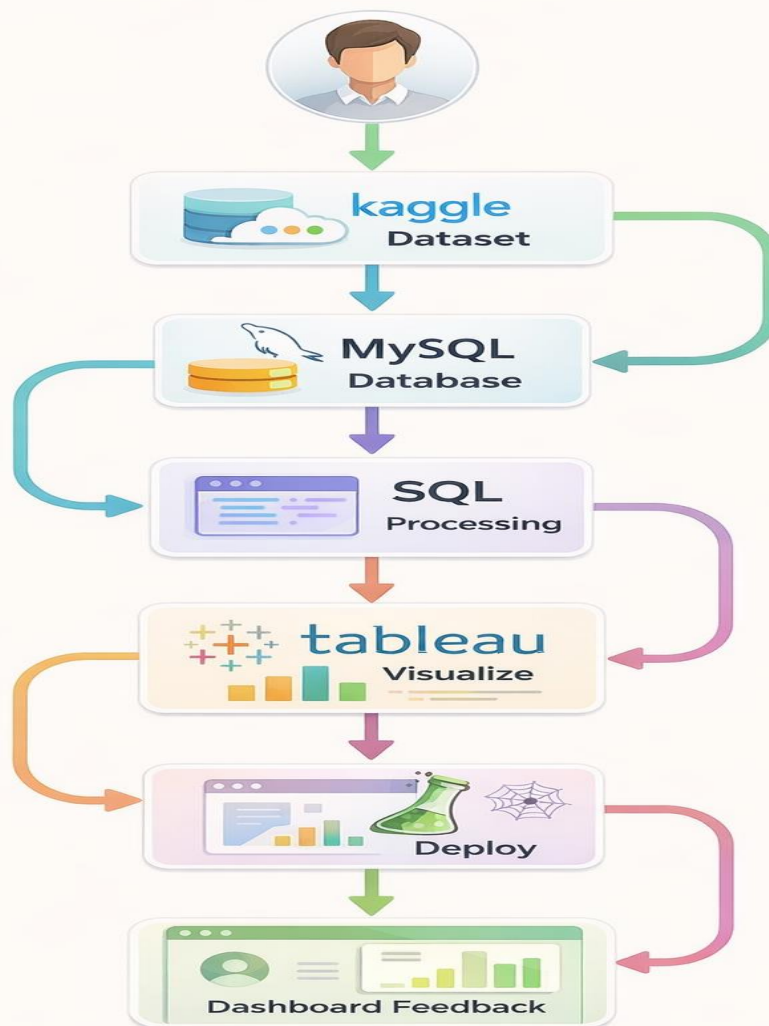 kaggle
Dataset
MySQL
Database
SQL
Processing
tableau
Visualize
Deploy
Dashboard Feedback